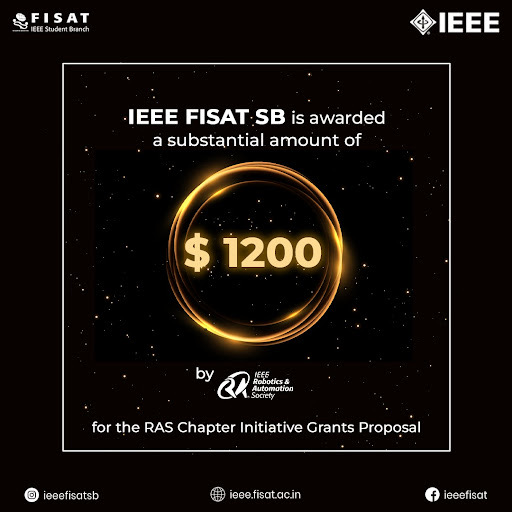 FISAT
IEEE Student Branch
IEEE
IEEE FISAT SB is awarded
a substantial amount of
$ 1200
by
IEEE
Robotics &
Automation
Society
for the RAS Chapter Initiative Grants Proposal
ieeefisatsb
ieee.fisat.ac.in
ieeefisat